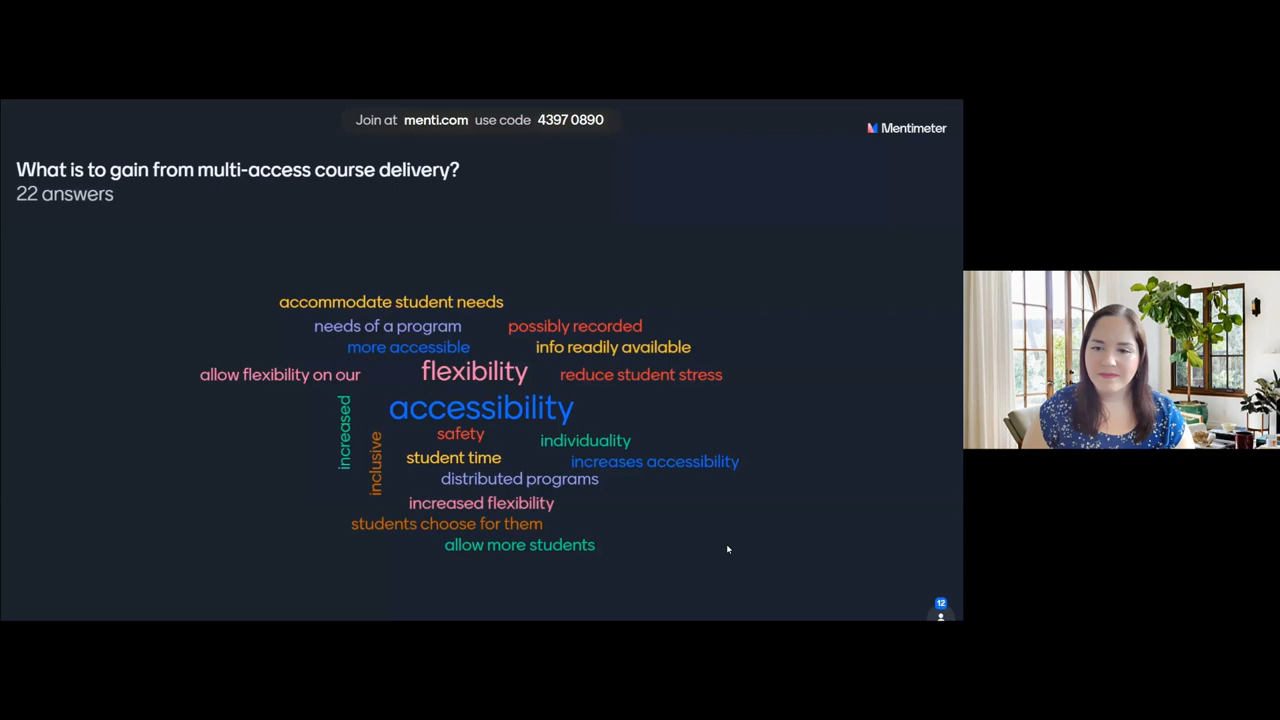 Join at menti.com use code 4397 0890
Mentimeter
What is to gain from multi-access course delivery?
22 answers
accommodate student needs
needs of a program
possibly recorded
more accessible
info readily available
allow flexibility on our
flexibility
reduce student stress
increased
accessibility
inclusive
safety
individuality
student time
increases accessibility
distributed programs
increased flexibility
students choose for them
allow more students
12